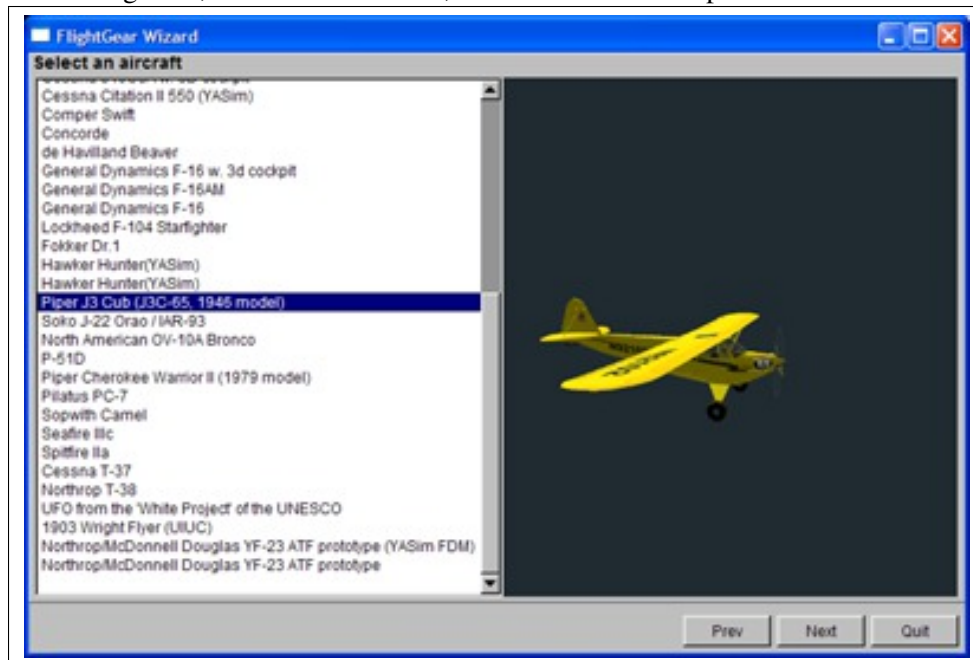 FlightGear Wizard
Select an aircraft
Cessna Citation II 550 (YASim)
Comper Swift
Concorde
de Havilland Beaver
General Dynamics F-16 w. 3d cockpit
General Dynamics F-16AM
General Dynamics F-16
Lockheed F-104 Starfighter
Fokker Dr.1
Hawker Hunter(YASim)
Hawker Hunter(YASim)
Piper J3 Cub (J3C-65, 1946 model)
Soko J-22 Orao / IAR-93
North American OV-10A Bronco
P-51D
Piper Cherokee Warrior II (1979 model)
Pilatus PC-7
Sopwith Camel
Seafire IIIc
Spitfire IIa
Cessna T-37
Northrop T-38
UFO from the 'White Project' of the UNESCO
1903 Wright Flyer (UIUC)
Northrop/McDonnell Douglas YF-23 ATF prototype (YASim FDM)
Northrop/McDonnell Douglas YF-23 ATF prototype
Prev Next Quit